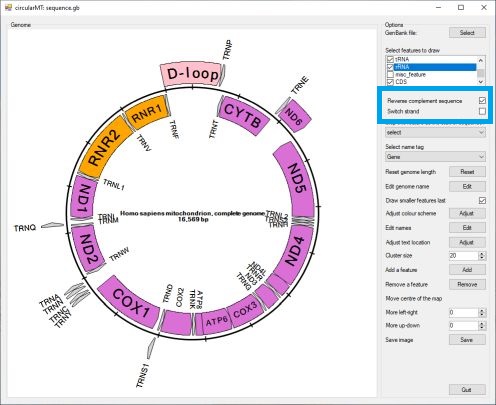 circularMT: sequence.gb
Genome
D-loop
TRNP
TRNE
ND6
CYTB
TRNT
RNR1
TRNF
TRNV
RNR2
TRNL1
ND1
TRNM
TRNQ
ND2
TRNW
TRNA
TRNN
TRNC
TRNY
COX1
TRNS1
TRND
COX2
TRNK
ATP8
ATP6
COX3
TRNG
ND3
TRNR
ND4L
ND4
TRNH
TRNL2
ND5
Homo sapiens mitochondrion, complete genome
16,569 bp
Options
GenBank file:
Select
Select features to draw
tRNA
rRNA
misc_feature
CDS
Reverse complement sequence
Switch strand
select
Select name tag
Gene
Reset genome length
Reset
Edit genome name
Edit
Draw smaller features last
Adjust colour scheme
Adjust
Edit names
Edit
Adjust text location
Adjust
Cluster size
20
Add a feature
Add
Remove a feature
Remove
Move centre of the map
More left-right
0
More up-down
0
Save image
Save
Quit